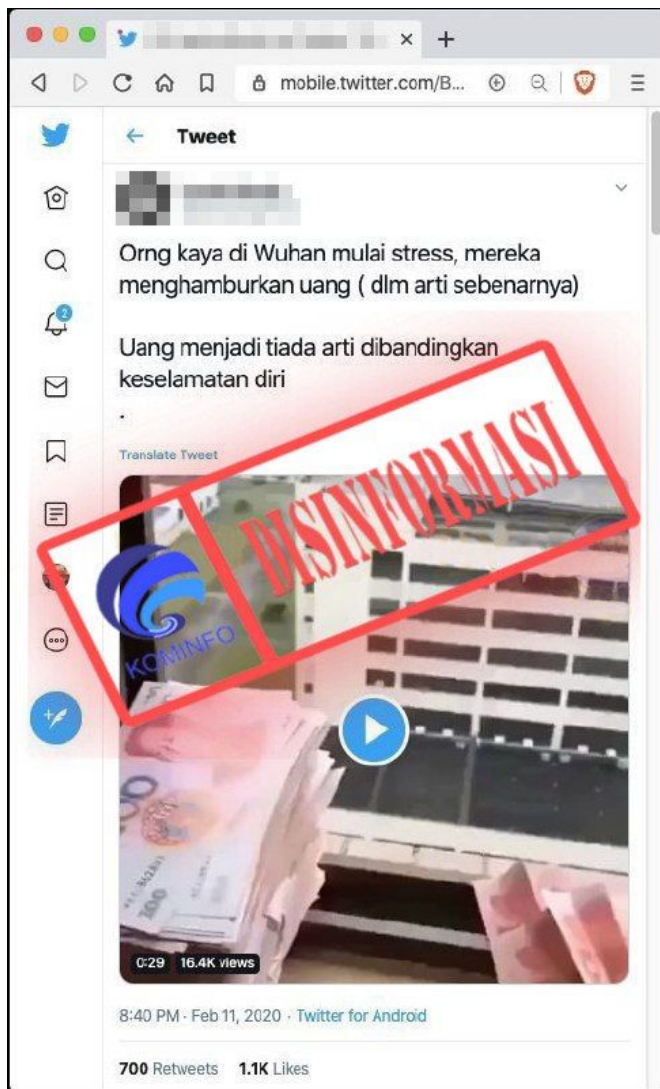 mobile.twitter.com/B...
Tweet
Orng kaya di Wuhan mulai stress, mereka
menghamburkan uang ( dlm arti sebenarnya)
2
Uang menjadi tiada arti dibandingkan
keselamatan diri
.
Translate Tweet
DISINFORMASI
KOMINFO
100
0:29 16.4K views
8:40 PM · Feb 11, 2020 · Twitter for Android
700 Retweets 1.1K Likes